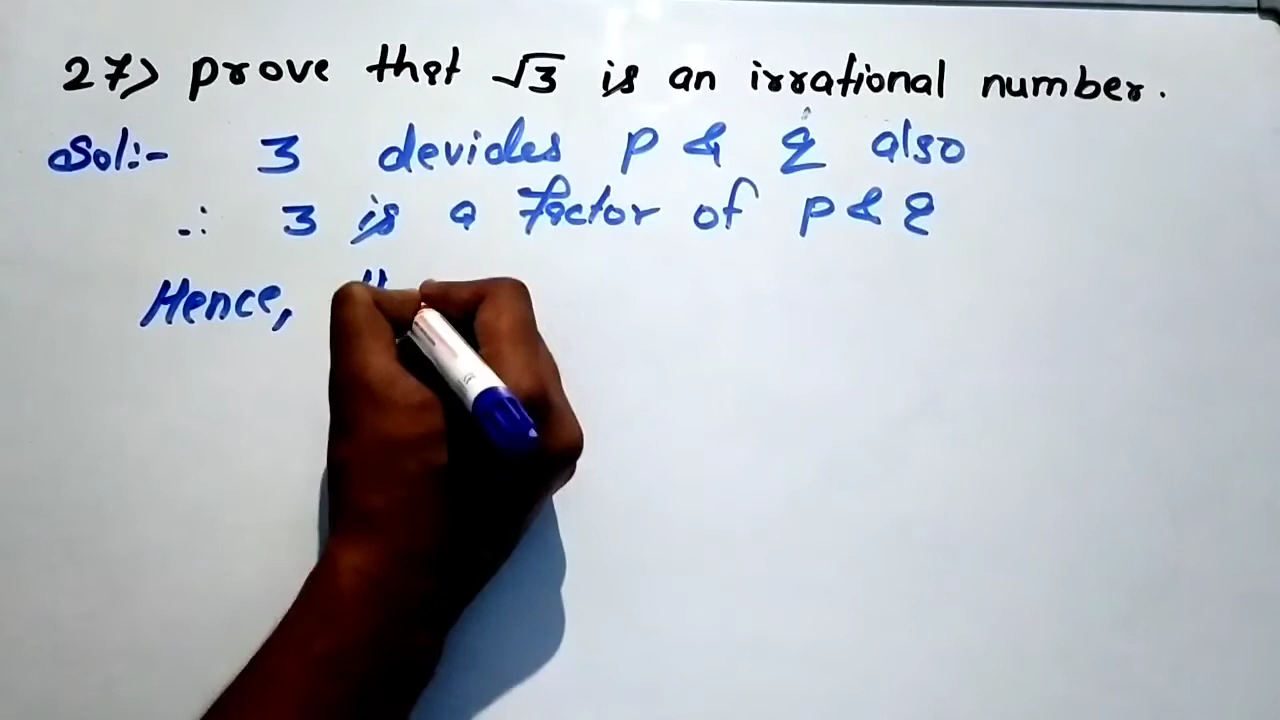 27) prove that √3 is an irrational number.
Sol:- 3 devides p & q also
∴ 3 is a factor of p & q
Hence,